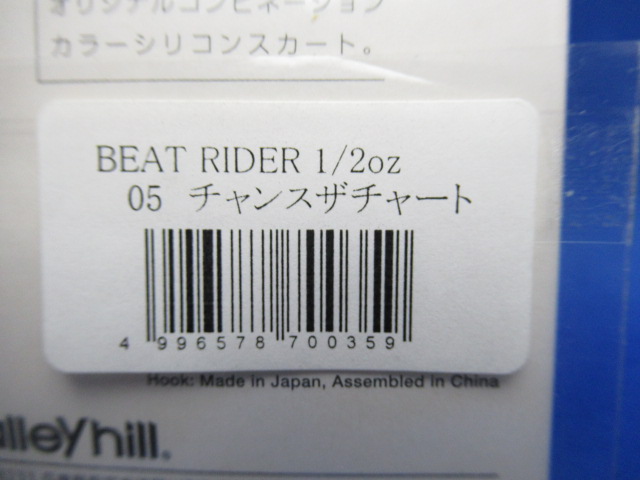 オリジナルコンビネーション
カラーシリコンスカート。
BEAT RIDER 1/2oz
05 チャンスザチャート
4 996578 700359
Hook: Made in Japan, Assembled in China
alleyhill.